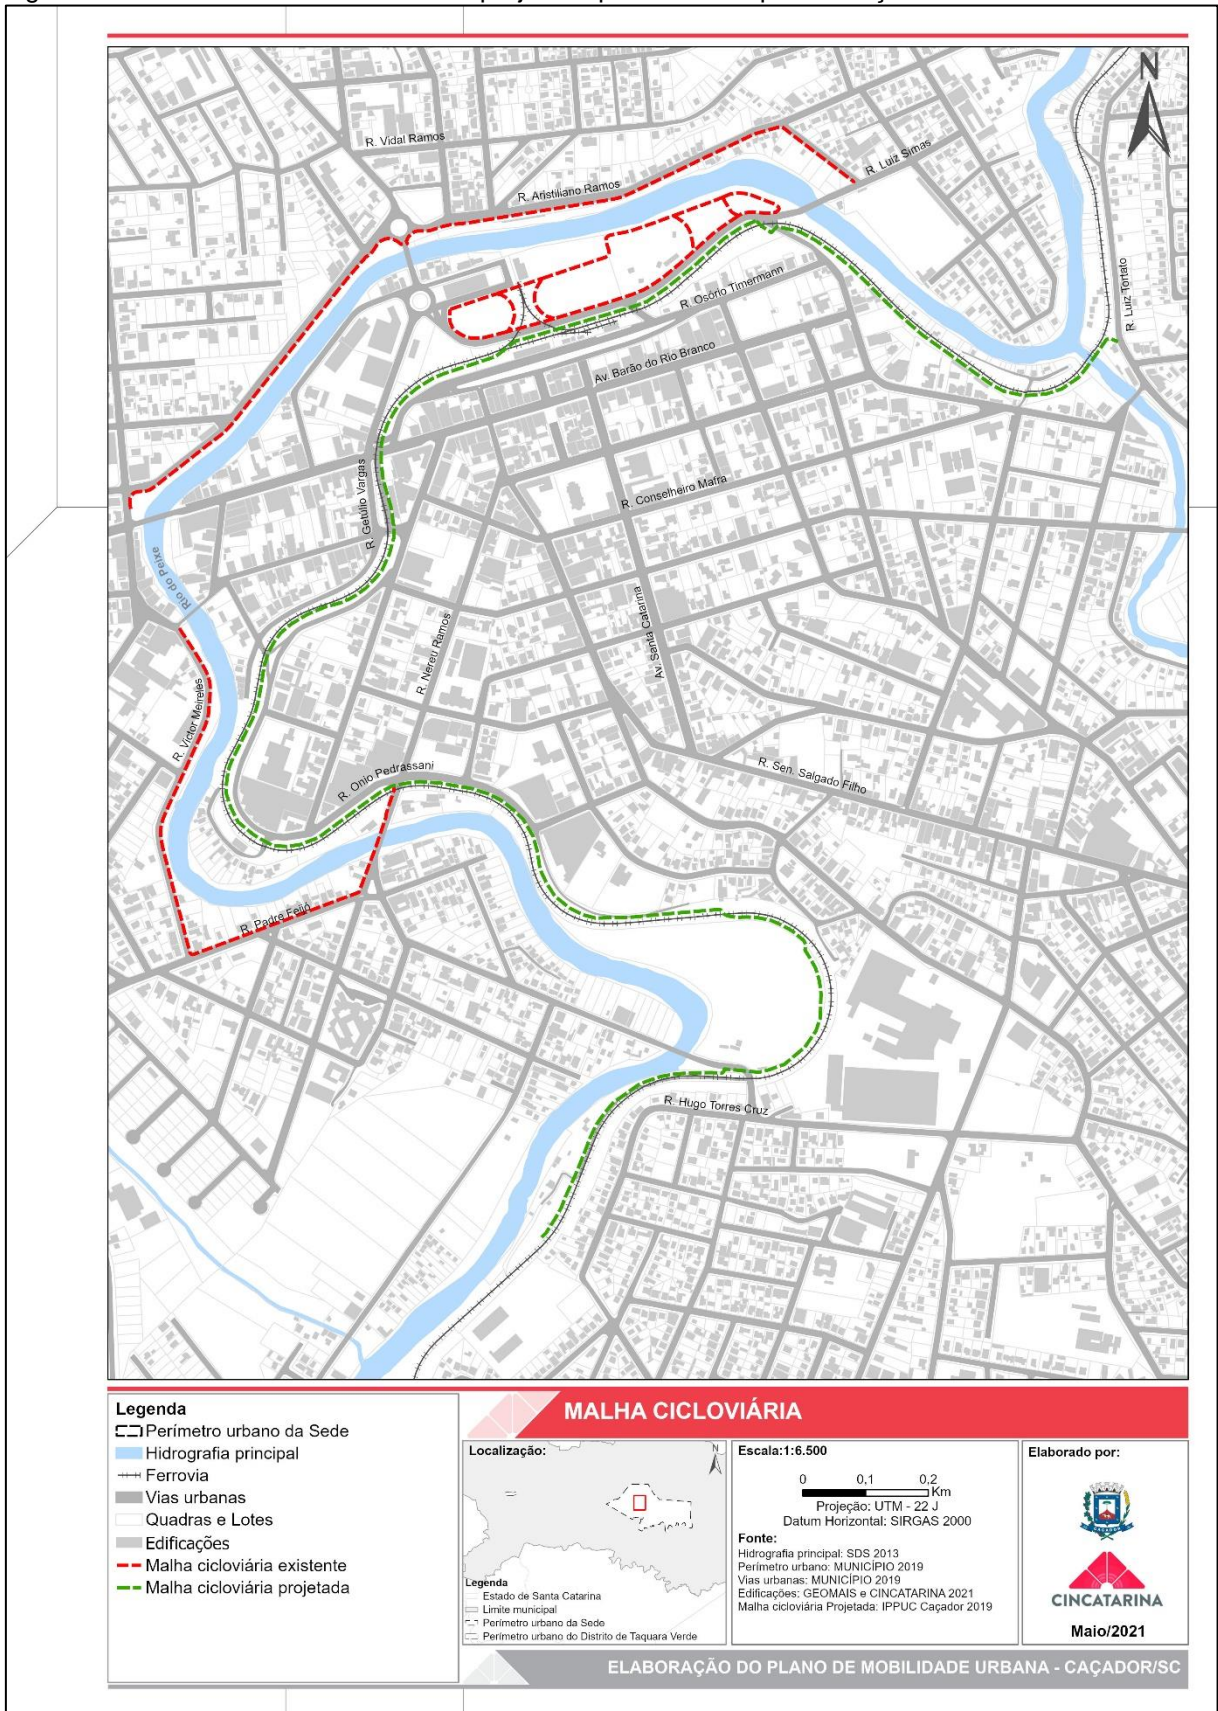 N
R. Vidal Ramos
R. Luiz Simas
R. Aristiliano Ramos
R. Luiz Tortato
R. Osório Timermann
Av. Barão do Rio Branco
R. Getúlio Vargas
R. Conselheiro Mafra
Rio do Peixe
Av. Santa Catarina
R. Nereu Ramos
R. Victor Meireles
R. Onio Pedrassani
R. Sen. Salgado Filho
R. Padre Feijó
R. Hugo Torres Cruz
Legenda
Perímetro urbano da Sede
Hidrografia principal
Ferrovia
Vias urbanas
Quadras e Lotes
Edificações
Malha cicloviária existente
Malha cicloviária projetada
MALHA CICLOVIÁRIA
Localização:
N
Legenda
Estado de Santa Catarina
Limite municipal
Perímetro urbano da Sede
Perímetro urbano do Distrito de Taquara Verde
Escala:1:6.500
0 0,1 0,2
Km
Projeção: UTM - 22 J
Datum Horizontal: SIRGAS 2000
Fonte:
Hidrografia principal: SDS 2013
Perímetro urbano: MUNICÍPIO 2019
Vias urbanas: MUNICÍPIO 2019
Edificações: GEOMAIS e CINCATARINA 2021
Malha cicloviária Projetada: IPPUC Caçador 2019
Elaborado por:
CAÇADOR
CINCATARINA
Maio/2021
ELABORAÇÃO DO PLANO DE MOBILIDADE URBANA - CAÇADOR/SC